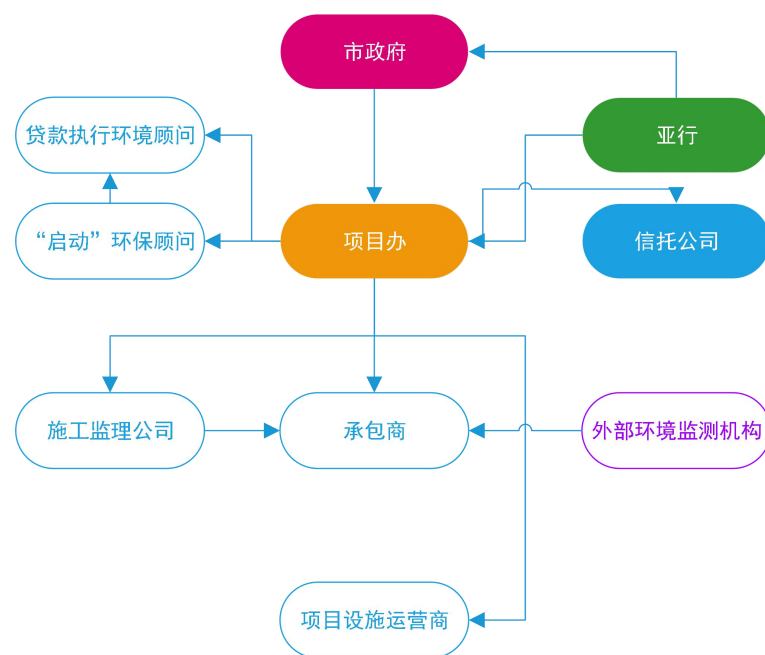 市政府
贷款执行环境顾问
亚行
“启动”环保顾问
项目办
信托公司
施工监理公司
承包商
外部环境监测机构
项目设施运营商